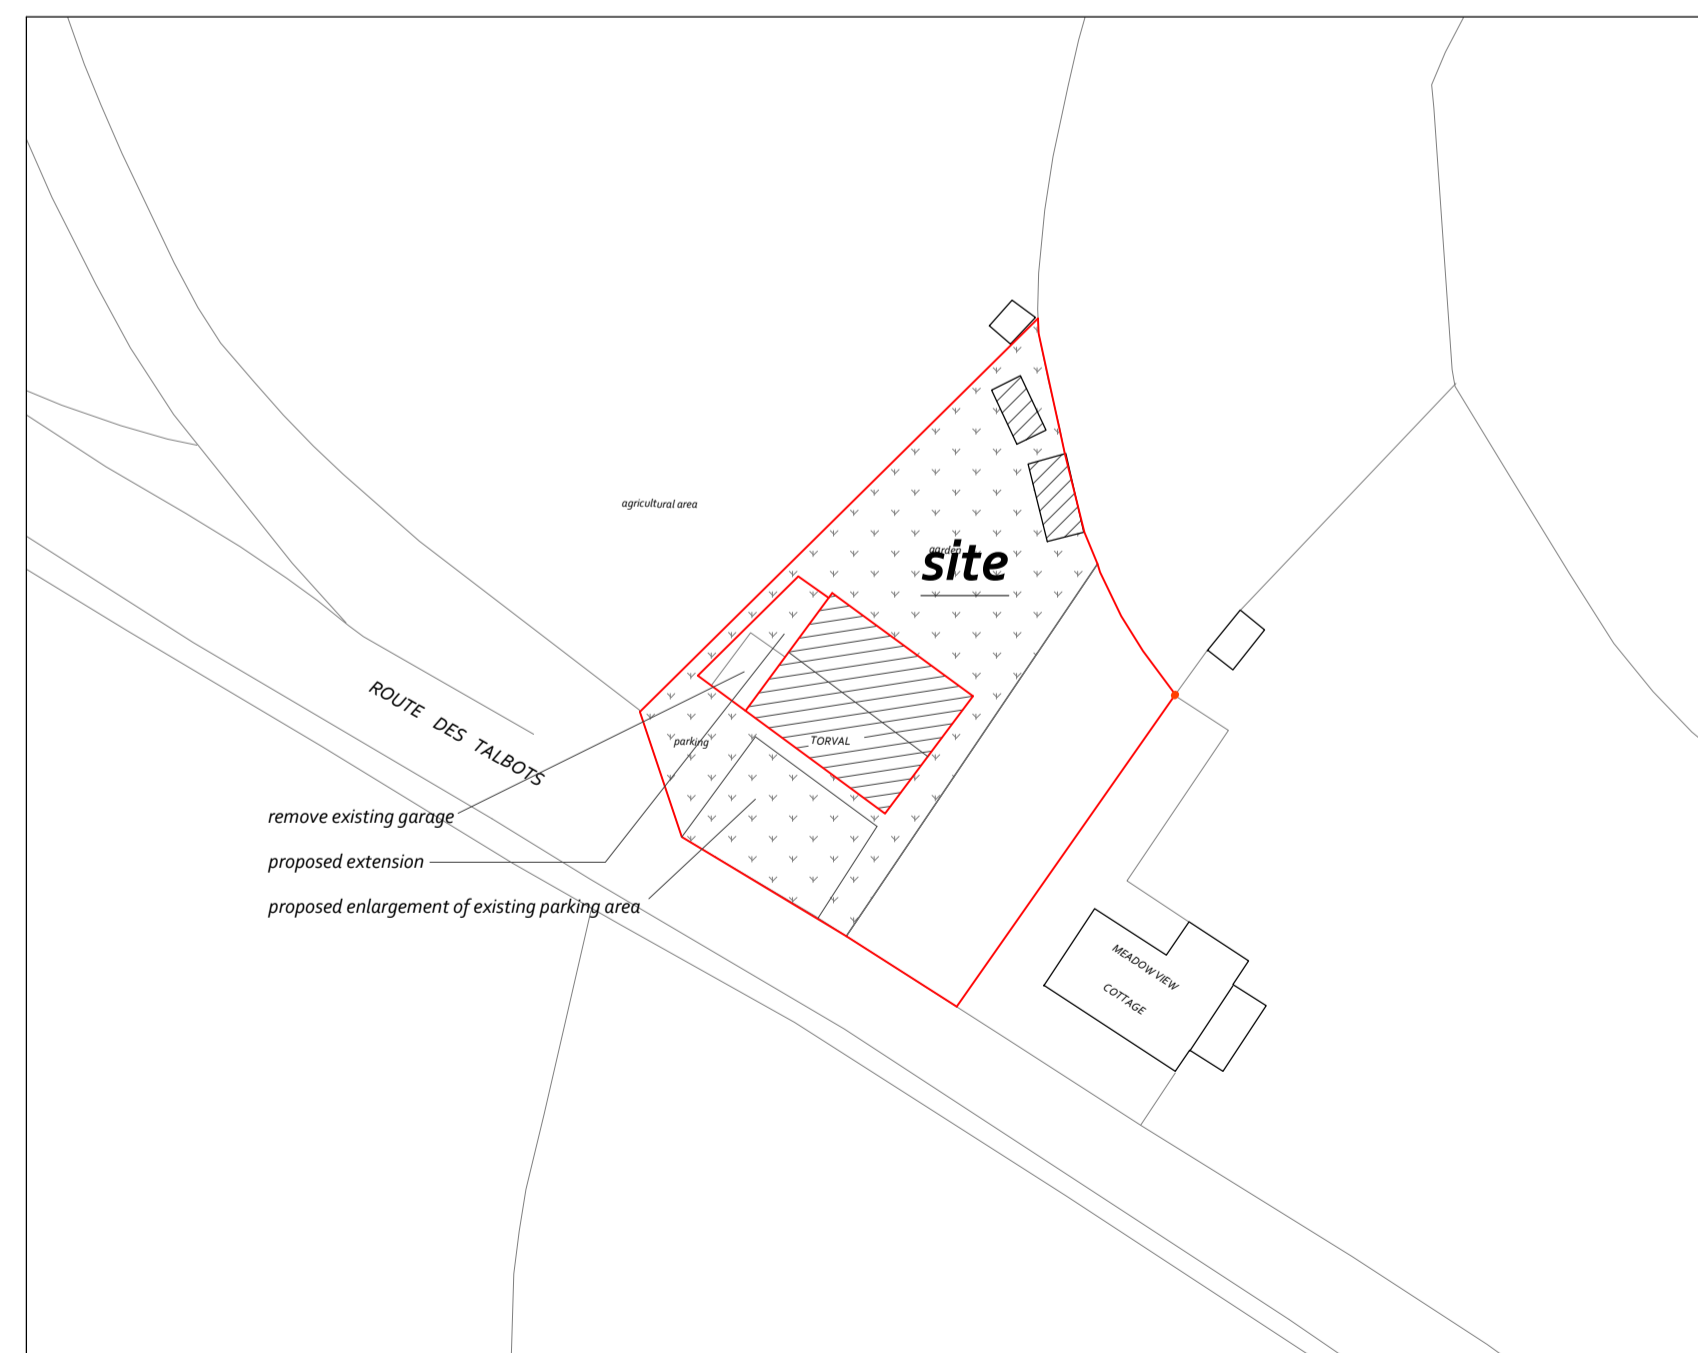 agricultural area
garden
site
ROUTE DES TALBOTS
parking
TORVAL
remove existing garage
proposed extension
proposed enlargement of existing parking area
MEADOW VIEW
COTTAGE